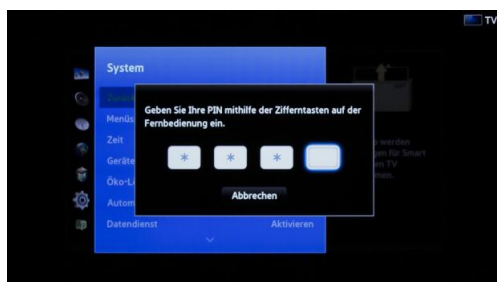 TV
System
Geben Sie Ihre PIN mithilfe der Zifferntasten auf der
Fernbedienung ein.
Menüs
Zeit
Geräte
* * *
Öko-L
Abbrechen
Autom
Datendienst Aktivieren
werden
gen für Smart
en TV
men.